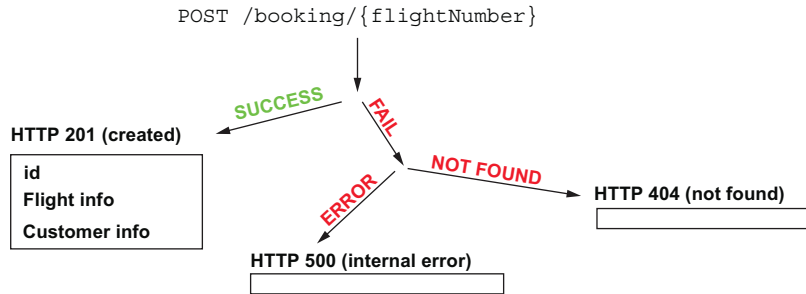 POST /booking/{flightNumber}
SUCCESS
FAIL
HTTP 201 (created)
id
Flight info
Customer info
ERROR
NOT FOUND
HTTP 404 (not found)
HTTP 500 (internal error)